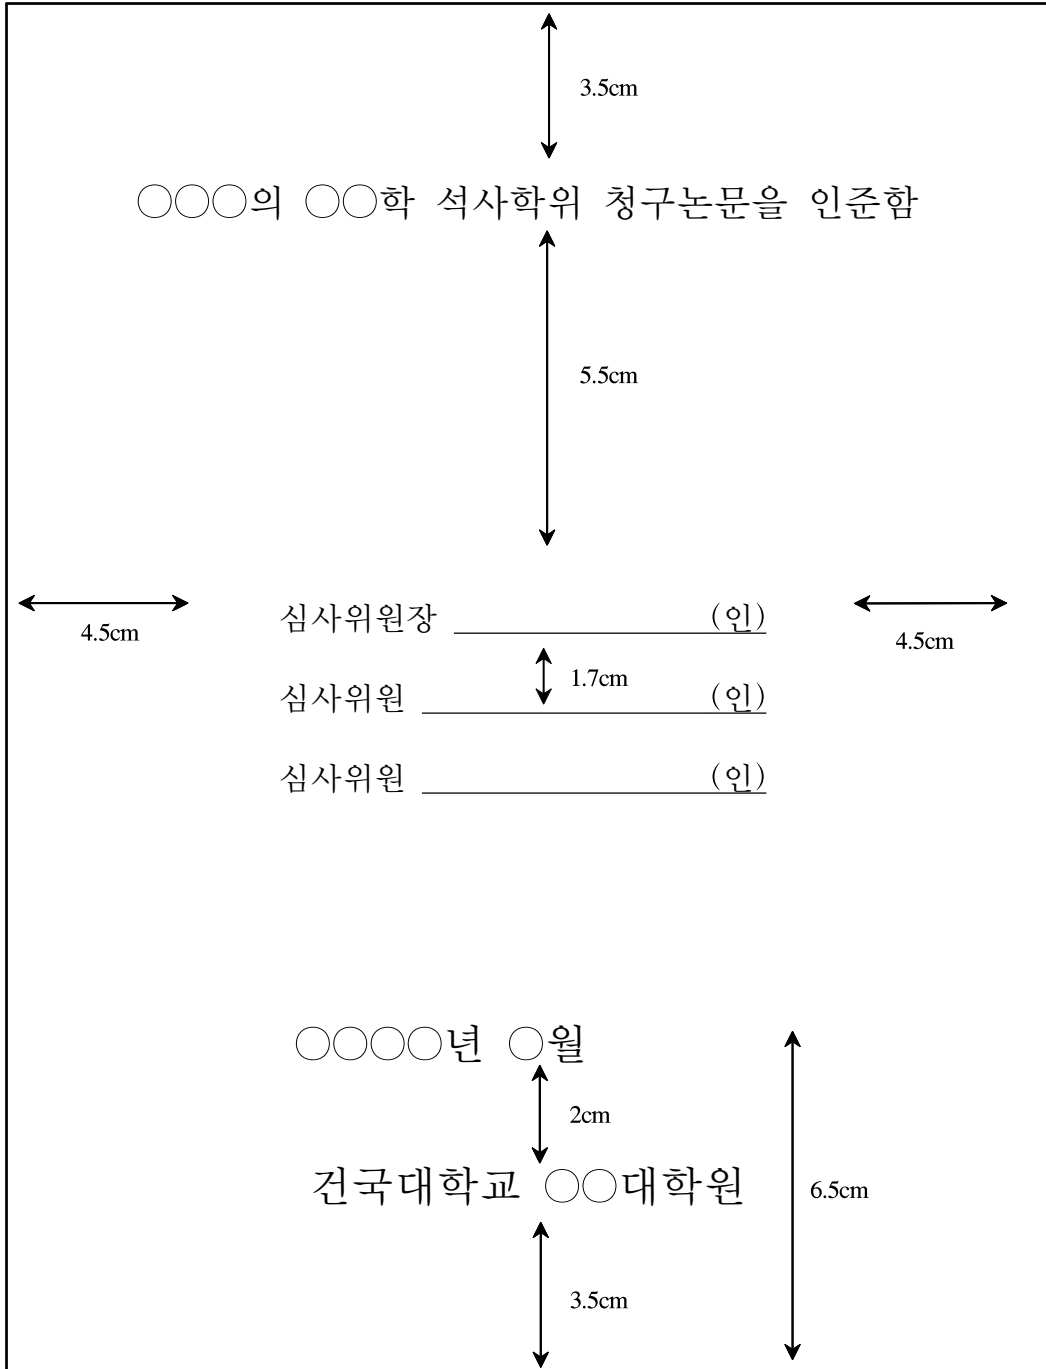 3.5cm
○○○의 ○○학 석사학위 청구논문을 인준함
5.5cm
심사위원장 (인)
4.5cm
4.5cm
1.7cm
심사위원 (인)
심사위원 (인)
○○○○년 ○월
2cm
건국대학교 ○○대학원
6.5cm
3.5cm